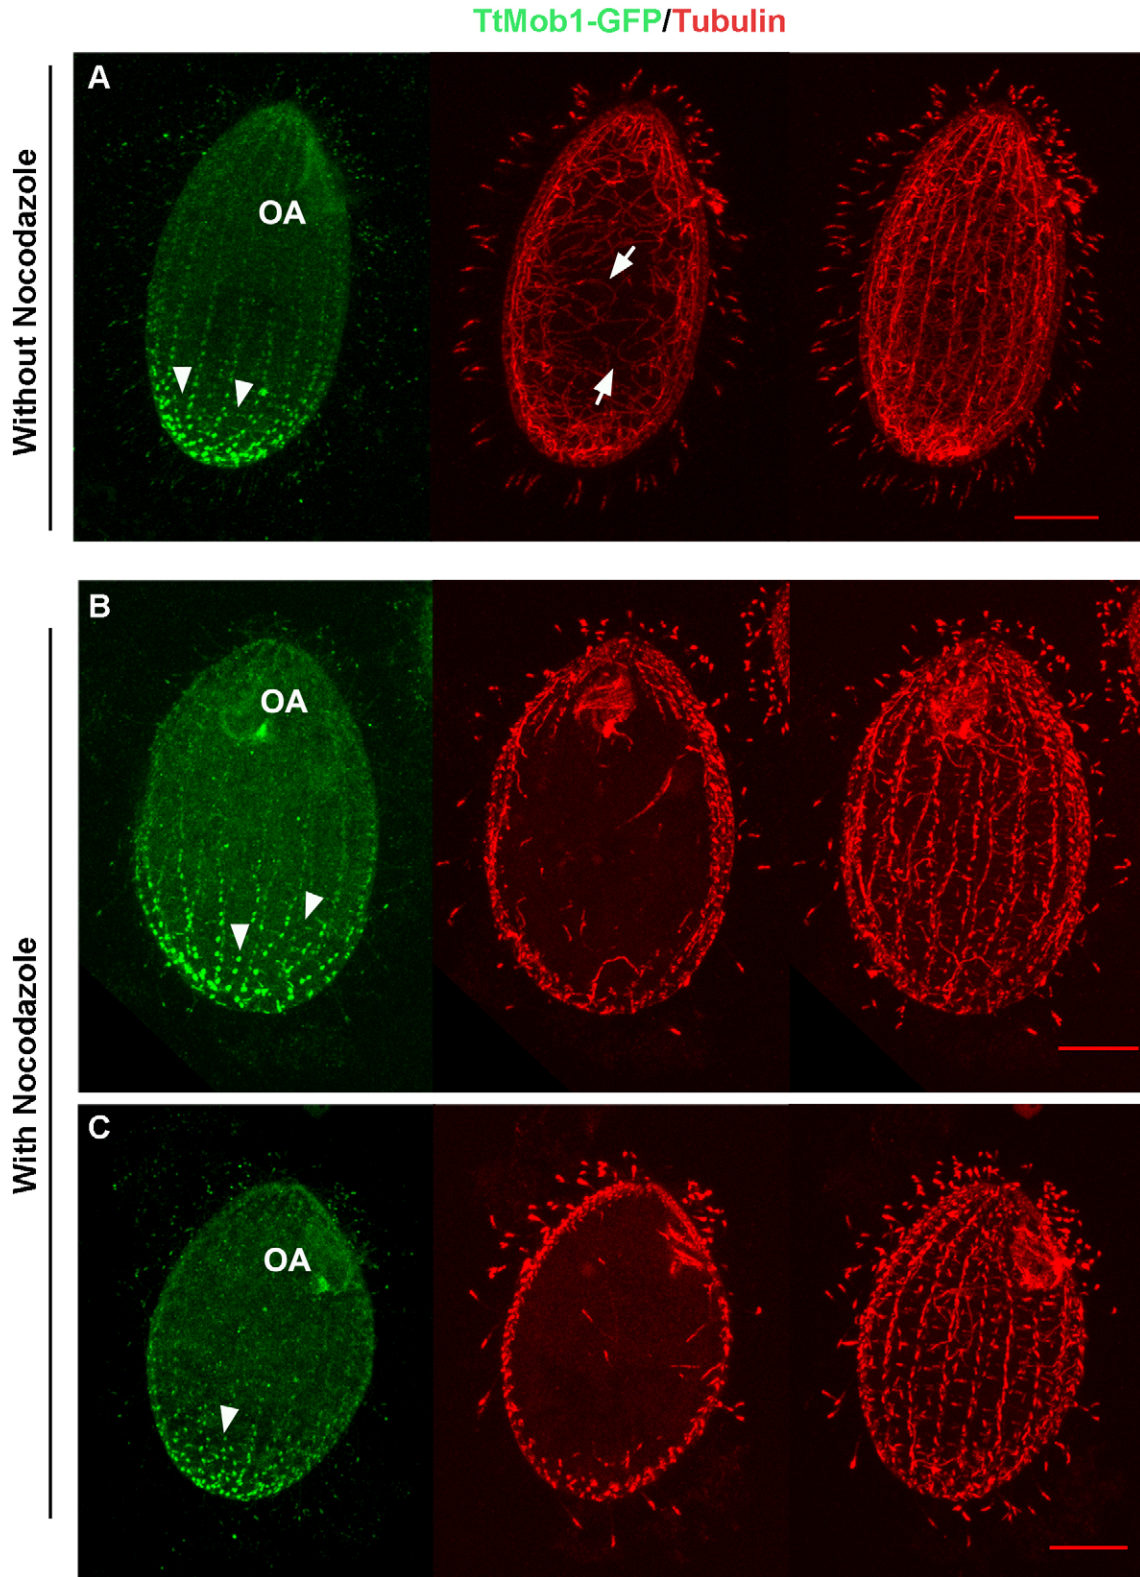 TtMob1-GFP/Tubulin
Without Nocodazole
A
OA
With Nocodazole
B
OA
C
OA